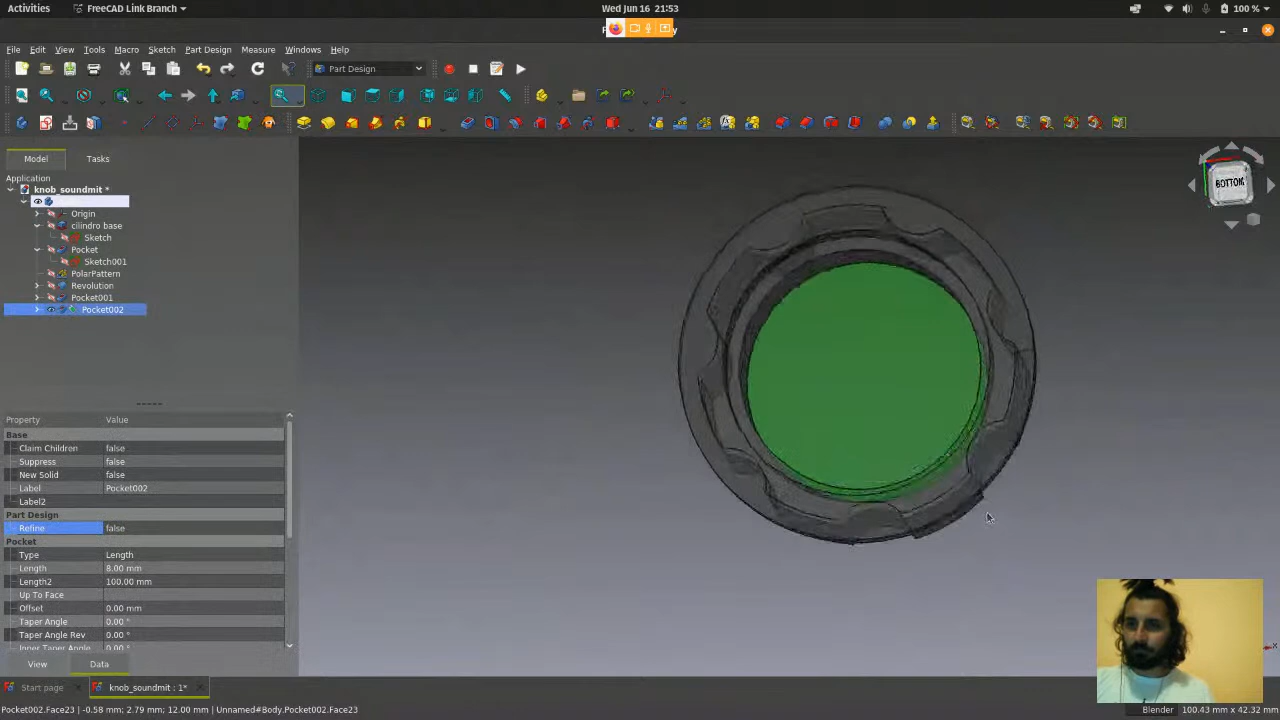 Activities FreeCAD Link Branch Wed Jun 16 21:53 100 %
File Edit View Tools Macro Sketch Part Design Measure Windows Help
Part Design
Model Tasks
Application
knob_soundmit *
Origin
cilindro base
Sketch
Pocket
Sketch001
PolarPattern
Revolution
Pocket001
Pocket002
BOTTOM
Property Value
Base
Claim Children false
Suppress false
New Solid false
Label Pocket002
Label2
Part Design
Refine false
Pocket
Type Length
Length 8.00 mm
Length2 100.00 mm
Up To Face
Offset 0.00 mm
Taper Angle 0.00 °
Taper Angle Rev 0.00 °
Inner Taper Angle 0.00 °
View Data
Start page knob_soundmit : 1*
Pocket002.Face23 | -0.58 mm; 2.79 mm; 12.00 mm | Unnamed#Body.Pocket002.Face23 Blender 100.43 mm x 42.32 mm